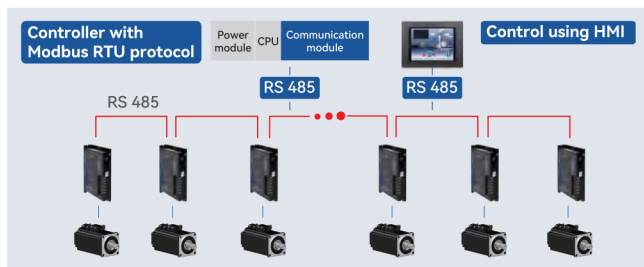 Controller with
Modbus RTU protocol
Power
module
CPU
Communication
module
Control using HMI
RS 485
RS 485
RS 485